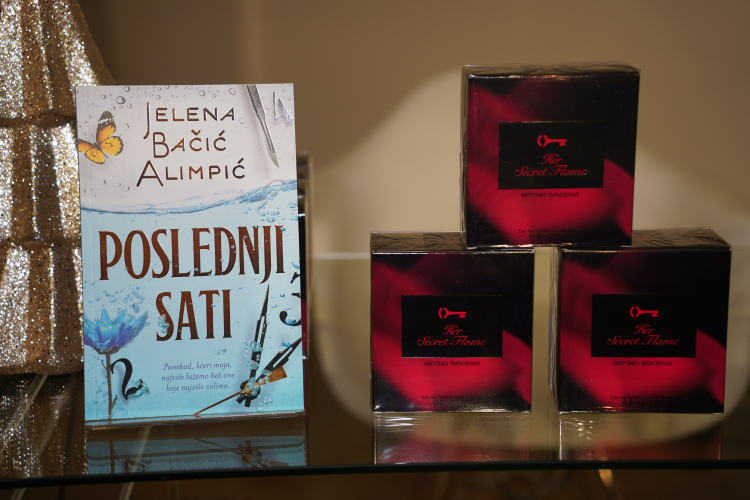 JELENA
BAČIĆ
ALIMPIĆ
POSLEDNJI
SATI
Ponekad, kćeri moja,
najviše lažemo baš one
koje najviše volimo.
Her
Secret Flame
ANTONIO BANDERAS
Her
Secret Flame
ANTONIO BANDERAS
Her
Secret Flame
ANTONIO BANDERAS